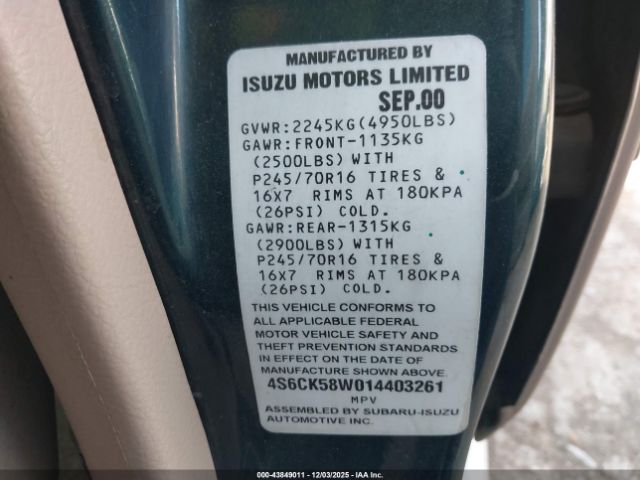 MANUFACTURED BY
ISUZU MOTORS LIMITED
SEP.00
GVWR:2245KG(4950LBS)
GAWR:FRONT-1135KG
(2500LBS) WITH
P245/70R16 TIRES &
16X7 RIMS AT 180KPA
(26PSI) COLD.
GAWR:REAR-1315KG
(2900LBS) WITH
P245/70R16 TIRES &
16X7 RIMS AT 180KPA
(26PSI) COLD.
THIS VEHICLE CONFORMS TO
ALL APPLICABLE FEDERAL
MOTOR VEHICLE SAFETY AND
THEFT PREVENTION STANDARDS
IN EFFECT ON THE DATE OF
MANUFACTURE SHOWN ABOVE.
4S6CK58W014403261
MPV
ASSEMBLED BY SUBARU-ISUZU
AUTOMOTIVE INC.
000-43849011 - 12/03/2025 - IAA Inc.